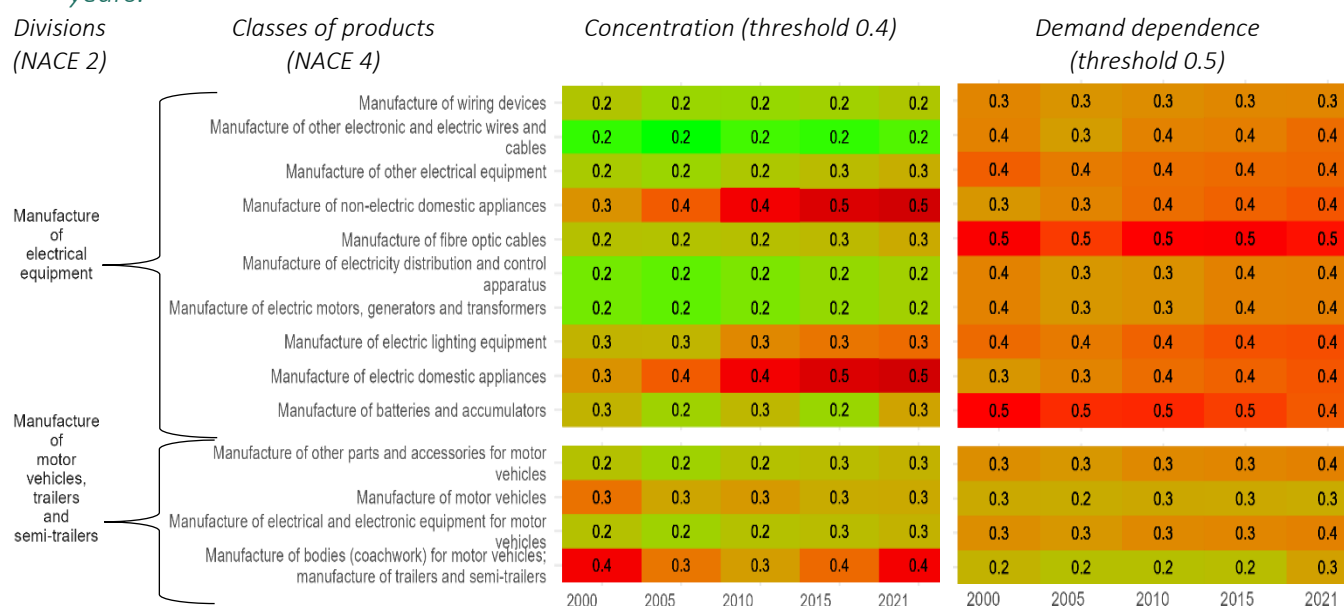 years.
Divisions Classes of products Concentration (threshold 0.4) Demand dependence
(NACE 2) (NACE 4) (threshold 0.5)
Manufacture of wiring devices 0.2 0.2 0.2 0.2 0.2 0.3 0.3 0.3 0.3 0.3
Manufacture of other electronic and electric wires and
cables 0.2 0.2 0.2 0.2 0.2 0.4 0.3 0.4 0.4 0.4
Manufacture of other electrical equipment 0.2 0.2 0.2 0.3 0.3 0.4 0.4 0.4 0.4 0.4
Manufacture of non-electric domestic appliances 0.3 0.4 0.4 0.5 0.5 0.3 0.3 0.4 0.4 0.4
Manufacture
of
electrical
equipment
Manufacture of fibre optic cables 0.2 0.2 0.2 0.3 0.3 0.5 0.5 0.5 0.5 0.5
Manufacture of electricity distribution and control
apparatus 0.2 0.2 0.2 0.2 0.2 0.4 0.3 0.3 0.4 0.4
Manufacture of electric motors, generators and transformers 0.2 0.2 0.2 0.2 0.2 0.4 0.3 0.3 0.4 0.4
Manufacture of electric lighting equipment 0.3 0.3 0.3 0.3 0.3 0.4 0.4 0.4 0.4 0.4
Manufacture of electric domestic appliances 0.3 0.4 0.4 0.5 0.5 0.3 0.3 0.4 0.4 0.4
Manufacture of batteries and accumulators 0.3 0.2 0.3 0.2 0.3 0.5 0.5 0.5 0.5 0.4
Manufacture
of
motor
vehicles,
trailers
and
semi-trailers
Manufacture of other parts and accessories for motor
vehicles 0.2 0.2 0.2 0.3 0.3 0.3 0.3 0.3 0.3 0.4
Manufacture of motor vehicles 0.3 0.3 0.3 0.3 0.3 0.3 0.2 0.3 0.3 0.3
Manufacture of electrical and electronic equipment for motor
vehicles 0.2 0.2 0.2 0.3 0.3 0.3 0.3 0.3 0.3 0.4
Manufacture of bodies (coachwork) for motor vehicles;
manufacture of trailers and semi-trailers 0.4 0.3 0.3 0.4 0.4 0.2 0.2 0.2 0.2 0.3
2000 2005 2010 2015 2021 2000 2005 2010 2015 2021